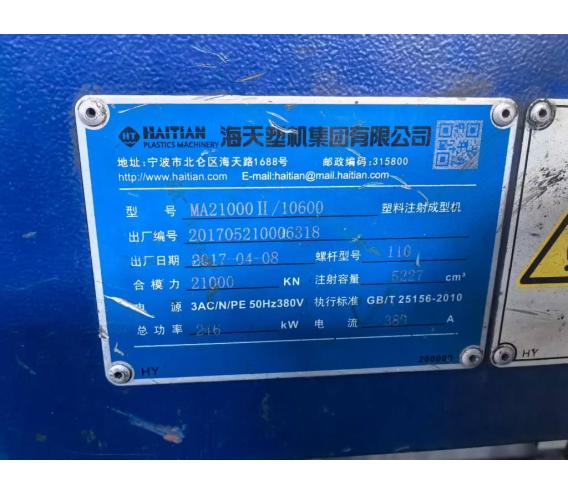 HT HAITIAN 海天塑机集团有限公司
PLASTICS MACHINERY
地址:宁波市北仑区海天路1688号 邮政编码:315800
http://www.haitian.com E-mail:haitian@mail.haitian.com
型号 MA21000Ⅱ/10600 塑料注射成型机
出厂编号 201705210006318
出厂日期 2017-04-08 螺杆型号 110
合模力 21000 KN 注射容量 5227 cm³
电源 3AC/N/PE 50Hz380V 执行标准 GB/T 25156-2010
总功率 216 kW 电流 A
HY
HY